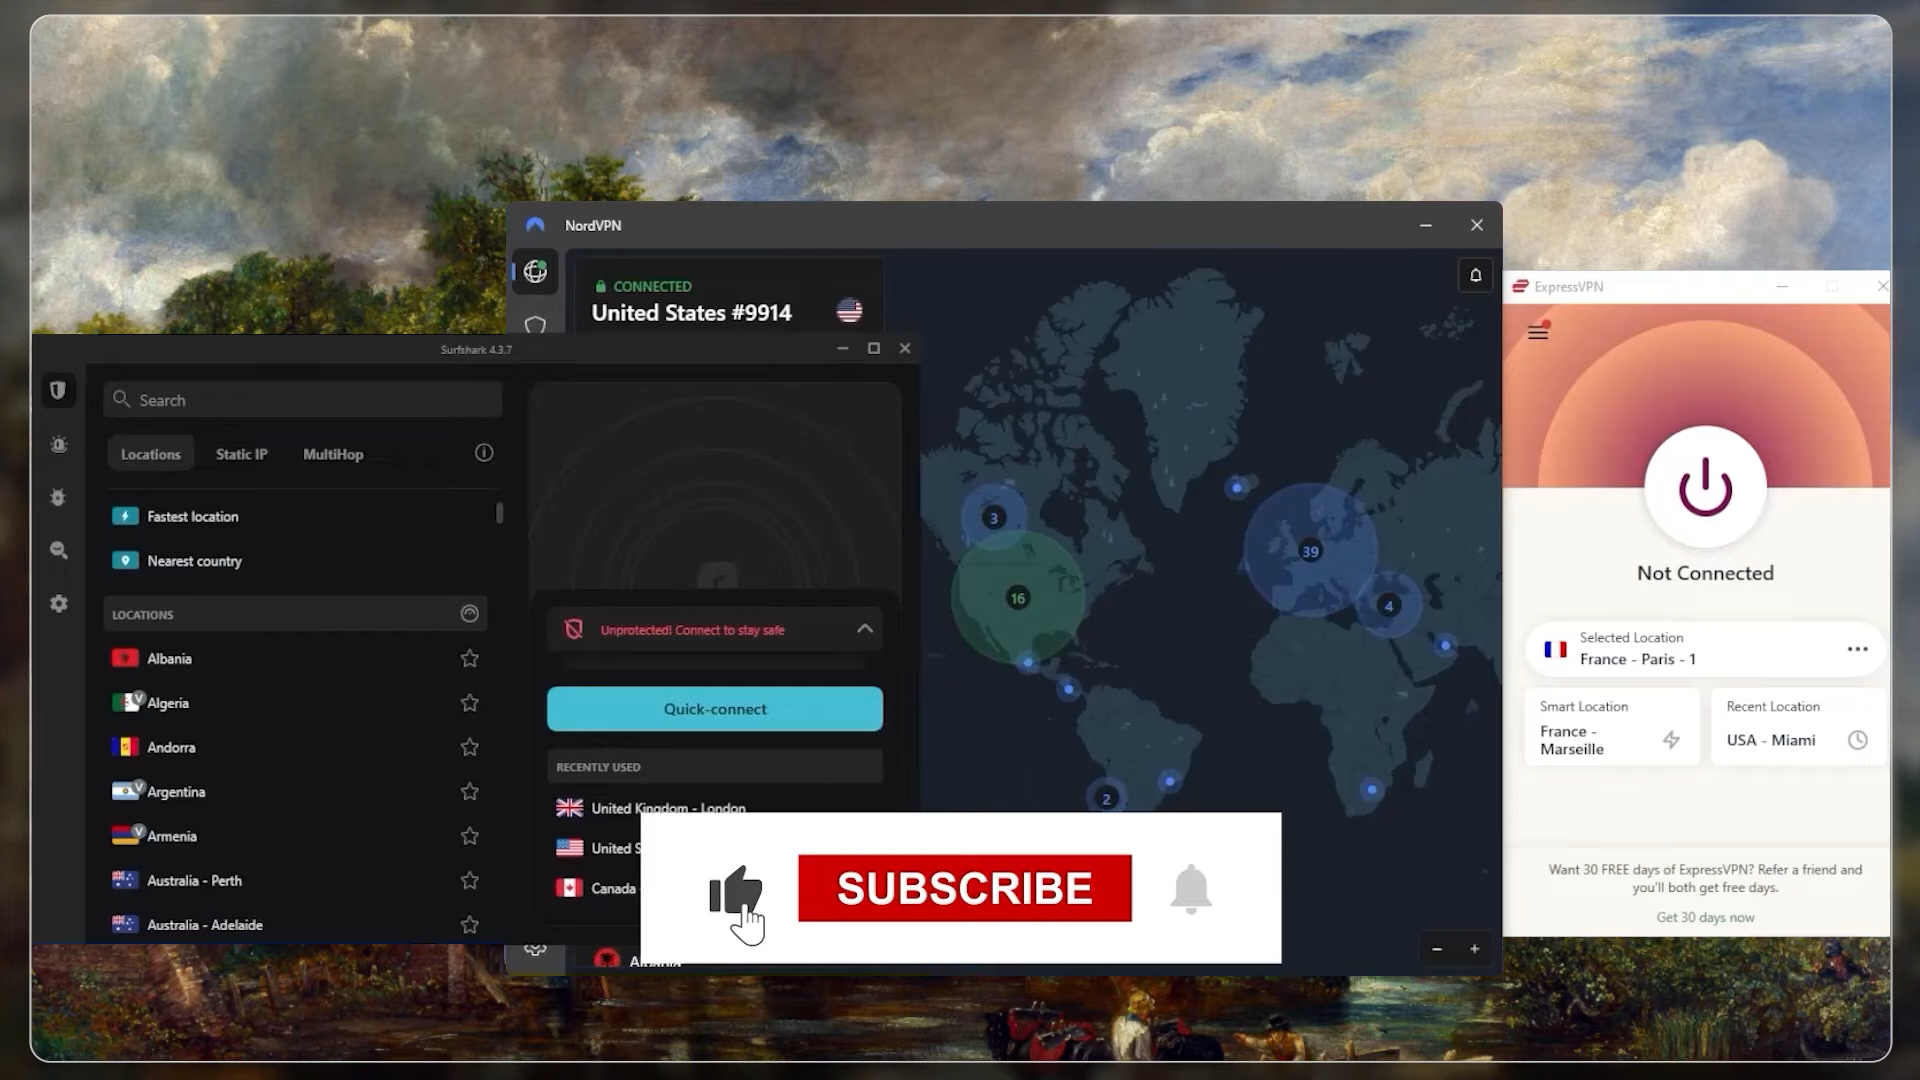 NordVPN
CONNECTED
United States #9914
Surfshark 4.3.7
Search
Locations
Static IP
MultiHop
Fastest location
Nearest country
LOCATIONS
Albania
Algeria
Andorra
Argentina
Armenia
Australia - Perth
Australia - Adelaide
Unprotected! Connect to stay safe
Quick-connect
RECENTLY USED
United Kingdom - London
United S
Canada
3
16
39
4
2
SUBSCRIBE
ExpressVPN
Not Connected
Selected Location
France - Paris - 1
Smart Location
France -
Marseille
Recent Location
USA - Miami
Want 30 FREE days of ExpressVPN? Refer a friend and
you'll both get free days.
Get 30 days now